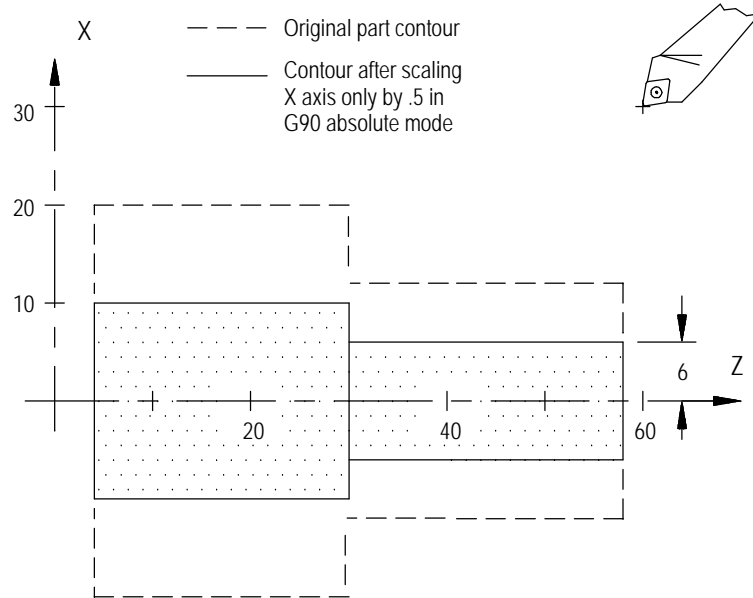 X
Original part contour
Contour after scaling
X axis only by .5 in
G90 absolute mode
30
20
10
6
Z
20
40
60